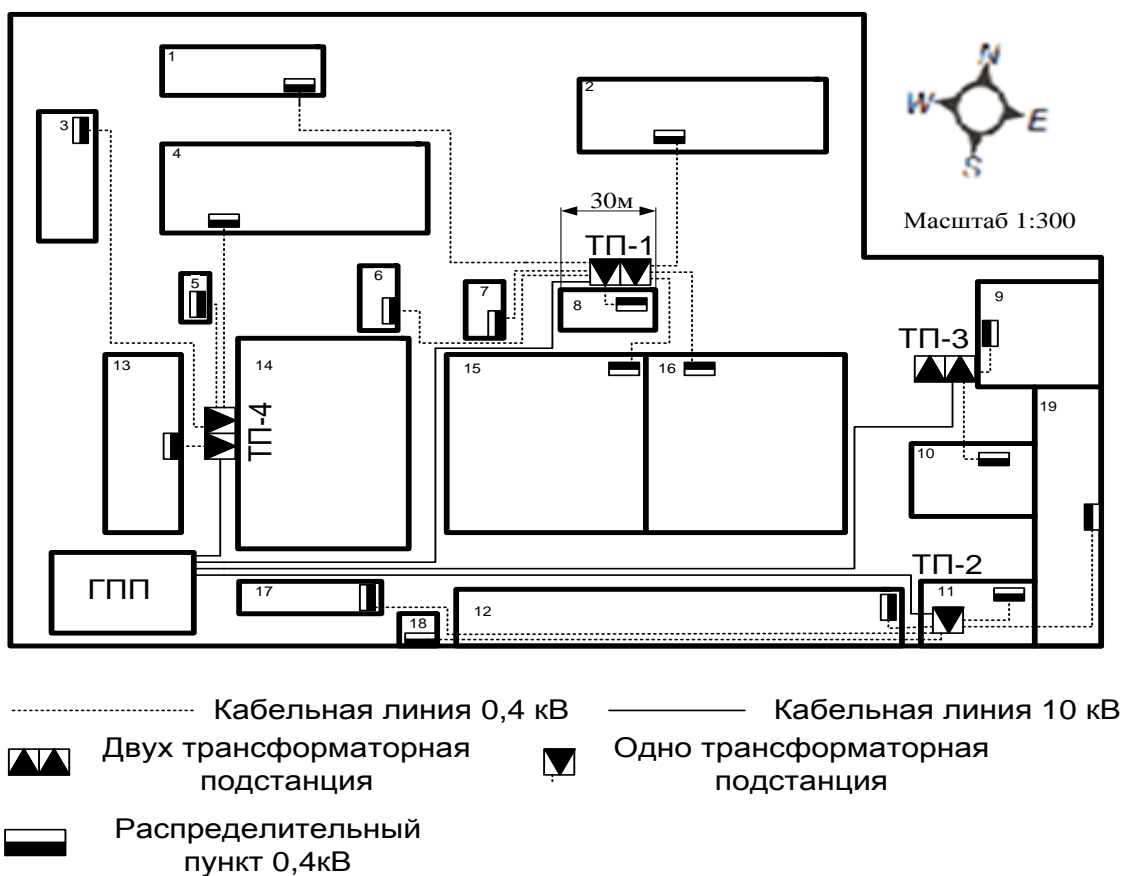 1
2
N
W
E
S
3
4
Масштаб 1:300
30м
ТП-1
5
6
7
8
9
ТП-3
13
14
15
16
ТП-4
19
10
ГПП
ТП-2
17
18
12
11
Кабельная линия 0,4 кВ
Кабельная линия 10 кВ
Двух трансформаторная
подстанция
Одно трансформаторная
подстанция
Распределительный
пункт 0,4кВ